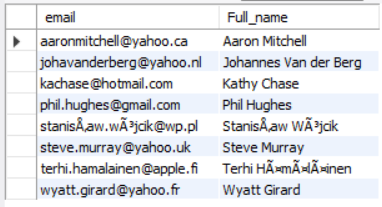 email Full_name
aaronmitchell@yahoo.ca Aaron Mitchell
johavanderberg@yahoo.nl Johannes Van der Berg
kachase@hotmail.com Kathy Chase
phil.hughes@gmail.com Phil Hughes
stanisÅ‚aw.wÃ³jcik@wp.pl StanisÅ‚aw WÃ³jcik
steve.murray@yahoo.uk Steve Murray
terhi.hamalainen@apple.fi Terhi HÃ¤mÃ¤lÃ¤inen
wyatt.girard@yahoo.fr Wyatt Girard